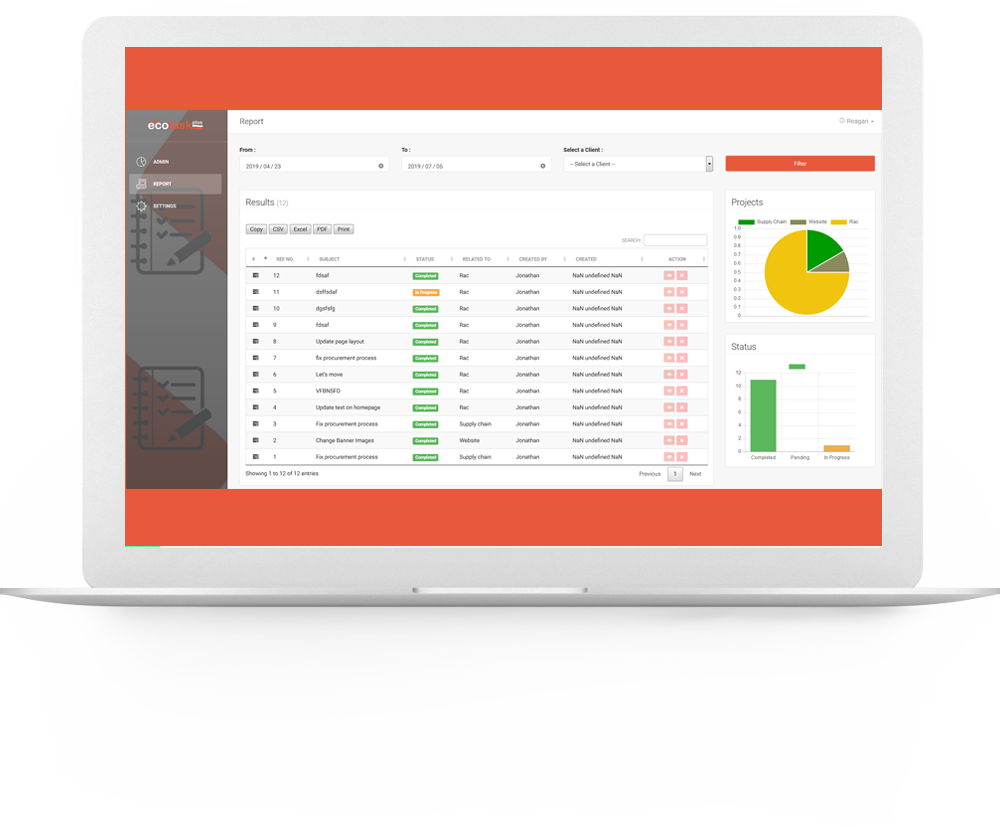 ecotask plus
Report
Reagan
ADMIN
REPORT
SETTINGS
From :
To :
Select a Client :
2019 / 04 / 23
2019 / 07 / 05
-- Select a Client --
Filter
Results (12)
Copy CSV Excel PDF Print
SEARCH:
# REF NO. SUBJECT STATUS RELATED TO CREATED BY CREATED ACTION
12 fdsaf Completed Rac Jonathan NaN undefined NaN
11 In Progress Rac Jonathan NaN undefined NaN
10 dgsfsfg Completed Rac Jonathan NaN undefined NaN
9 fdsaf Completed Rac Jonathan NaN undefined NaN
8 Update page layout Completed Rac Jonathan NaN undefined NaN
7 fix procurement process Completed Rac Jonathan NaN undefined NaN
6 Let's move Completed Rac Jonathan NaN undefined NaN
5 VFBNSFD Completed Rac Jonathan NaN undefined NaN
4 Update text on homepage Completed Rac Jonathan NaN undefined NaN
3 Fix procurement process Completed Supply chain Jonathan NaN undefined NaN
2 Change Banner Images Completed Website Jonathan NaN undefined NaN
1 Fix procurement process Completed Supply chain Jonathan NaN undefined NaN
Showing 1 to 12 of 12 entries
Previous 1 Next
Projects
Supply Chain Website Rac
1.0
0.9
0.8
0.7
0.6
0.5
0.4
0.3
0.2
0.1
0
Status
12
10
8
6
4
2
0
Completed Pending In Progress